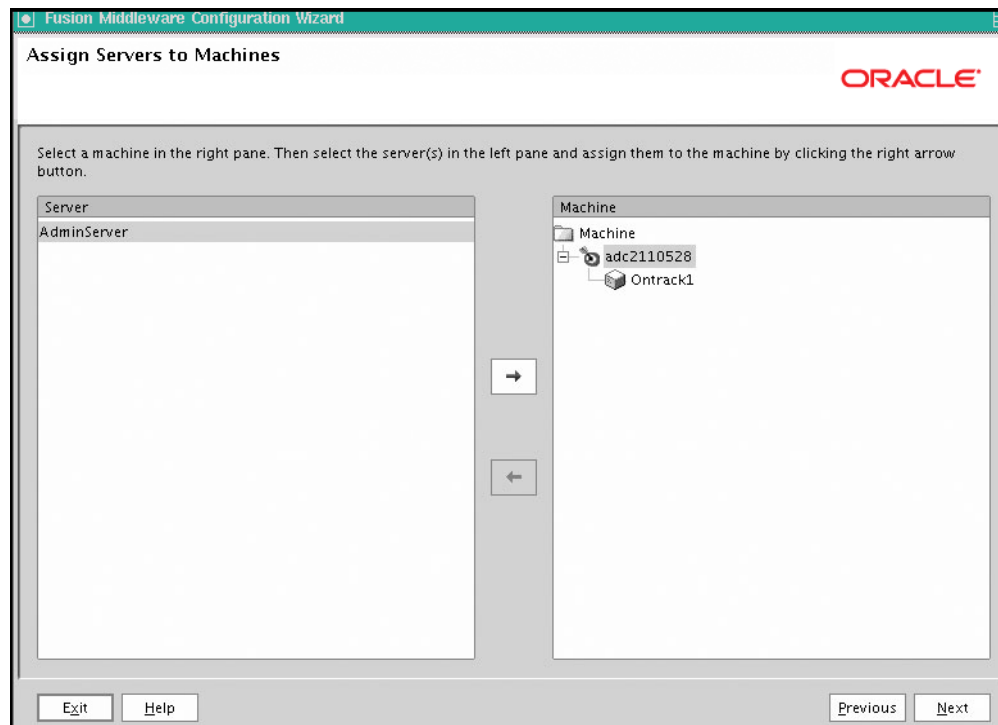 Fusion Middleware Configuration Wizard
Assign Servers to Machines
ORACLE
Select a machine in the right pane. Then select the server(s) in the left pane and assign them to the machine by clicking the right arrow
button.
Server
Machine
AdminServer
Machine
adc2110528
Ontrack1
Exit
Help
Previous
Next